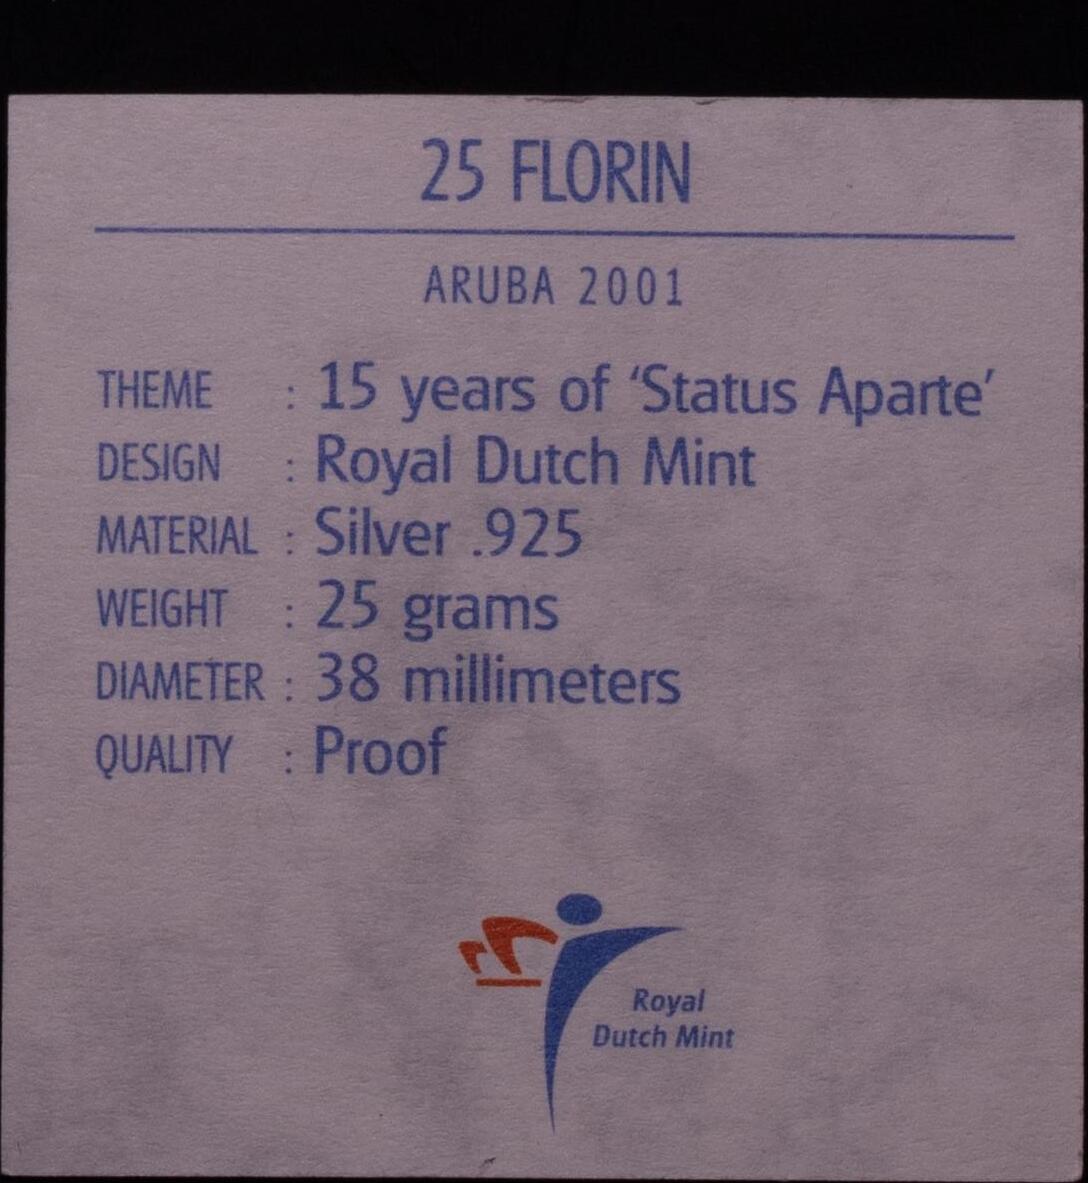 25 FLORIN
ARUBA 2001
THEME : 15 years of ‘Status Aparte’
DESIGN : Royal Dutch Mint
MATERIAL : Silver .925
WEIGHT : 25 grams
DIAMETER : 38 millimeters
QUALITY : Proof
Royal
Dutch Mint